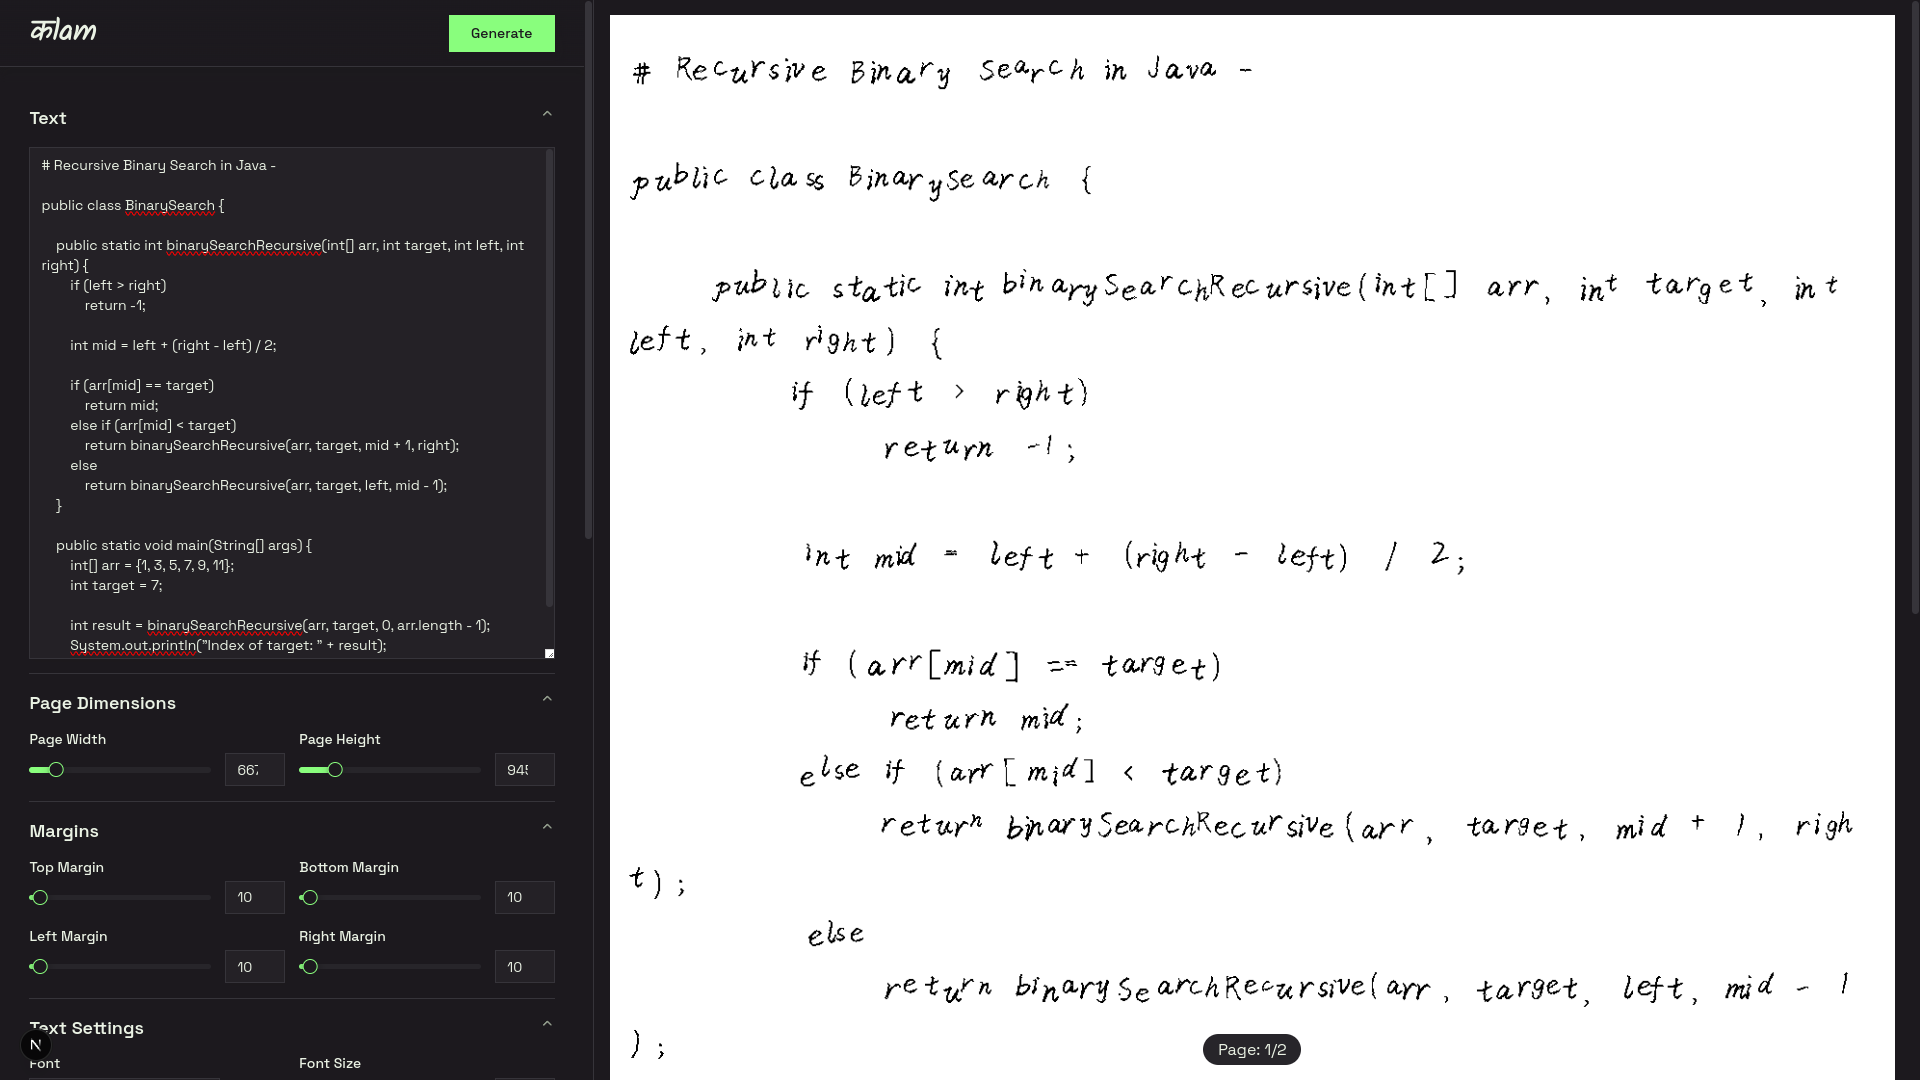 कlam
Generate
Text
# Recursive Binary Search in Java -
public class BinarySearch {
public static int binarySearchRecursive(int[] arr, int target, int left, int
right) {
if (left > right)
return -1;
int mid = left + (right - left) / 2;
if (arr[mid] == target)
return mid;
else if (arr[mid] < target)
return binarySearchRecursive(arr, target, mid + 1, right);
else
return binarySearchRecursive(arr, target, left, mid - 1);
}
public static void main(String[] args) {
int[] arr = {1, 3, 5, 7, 9, 11};
int target = 7;
int result = binarySearchRecursive(arr, target, 0, arr.length - 1);
System.out.println("Index of target: " + result);
Page Dimensions
Page Width
Page Height
667
945
Margins
Top Margin
Bottom Margin
10
10
Left Margin
Right Margin
10
10
Text Settings
N
Font
Font Size
# Recursive Binary Search in Java -
public class BinarySearch {
public static int binarySearchRecursive(int[] arr, int target, int
left, int right) {
if (left > right)
return -1;
int mid = left + (right - left) / 2;
if (arr[mid] == target)
return mid;
else if (arr[mid] < target)
return binarySearchRecursive(arr, target, mid + 1, righ
t);
else
return binarySearchRecursive(arr, target, left, mid - 1
);
Page: 1/2